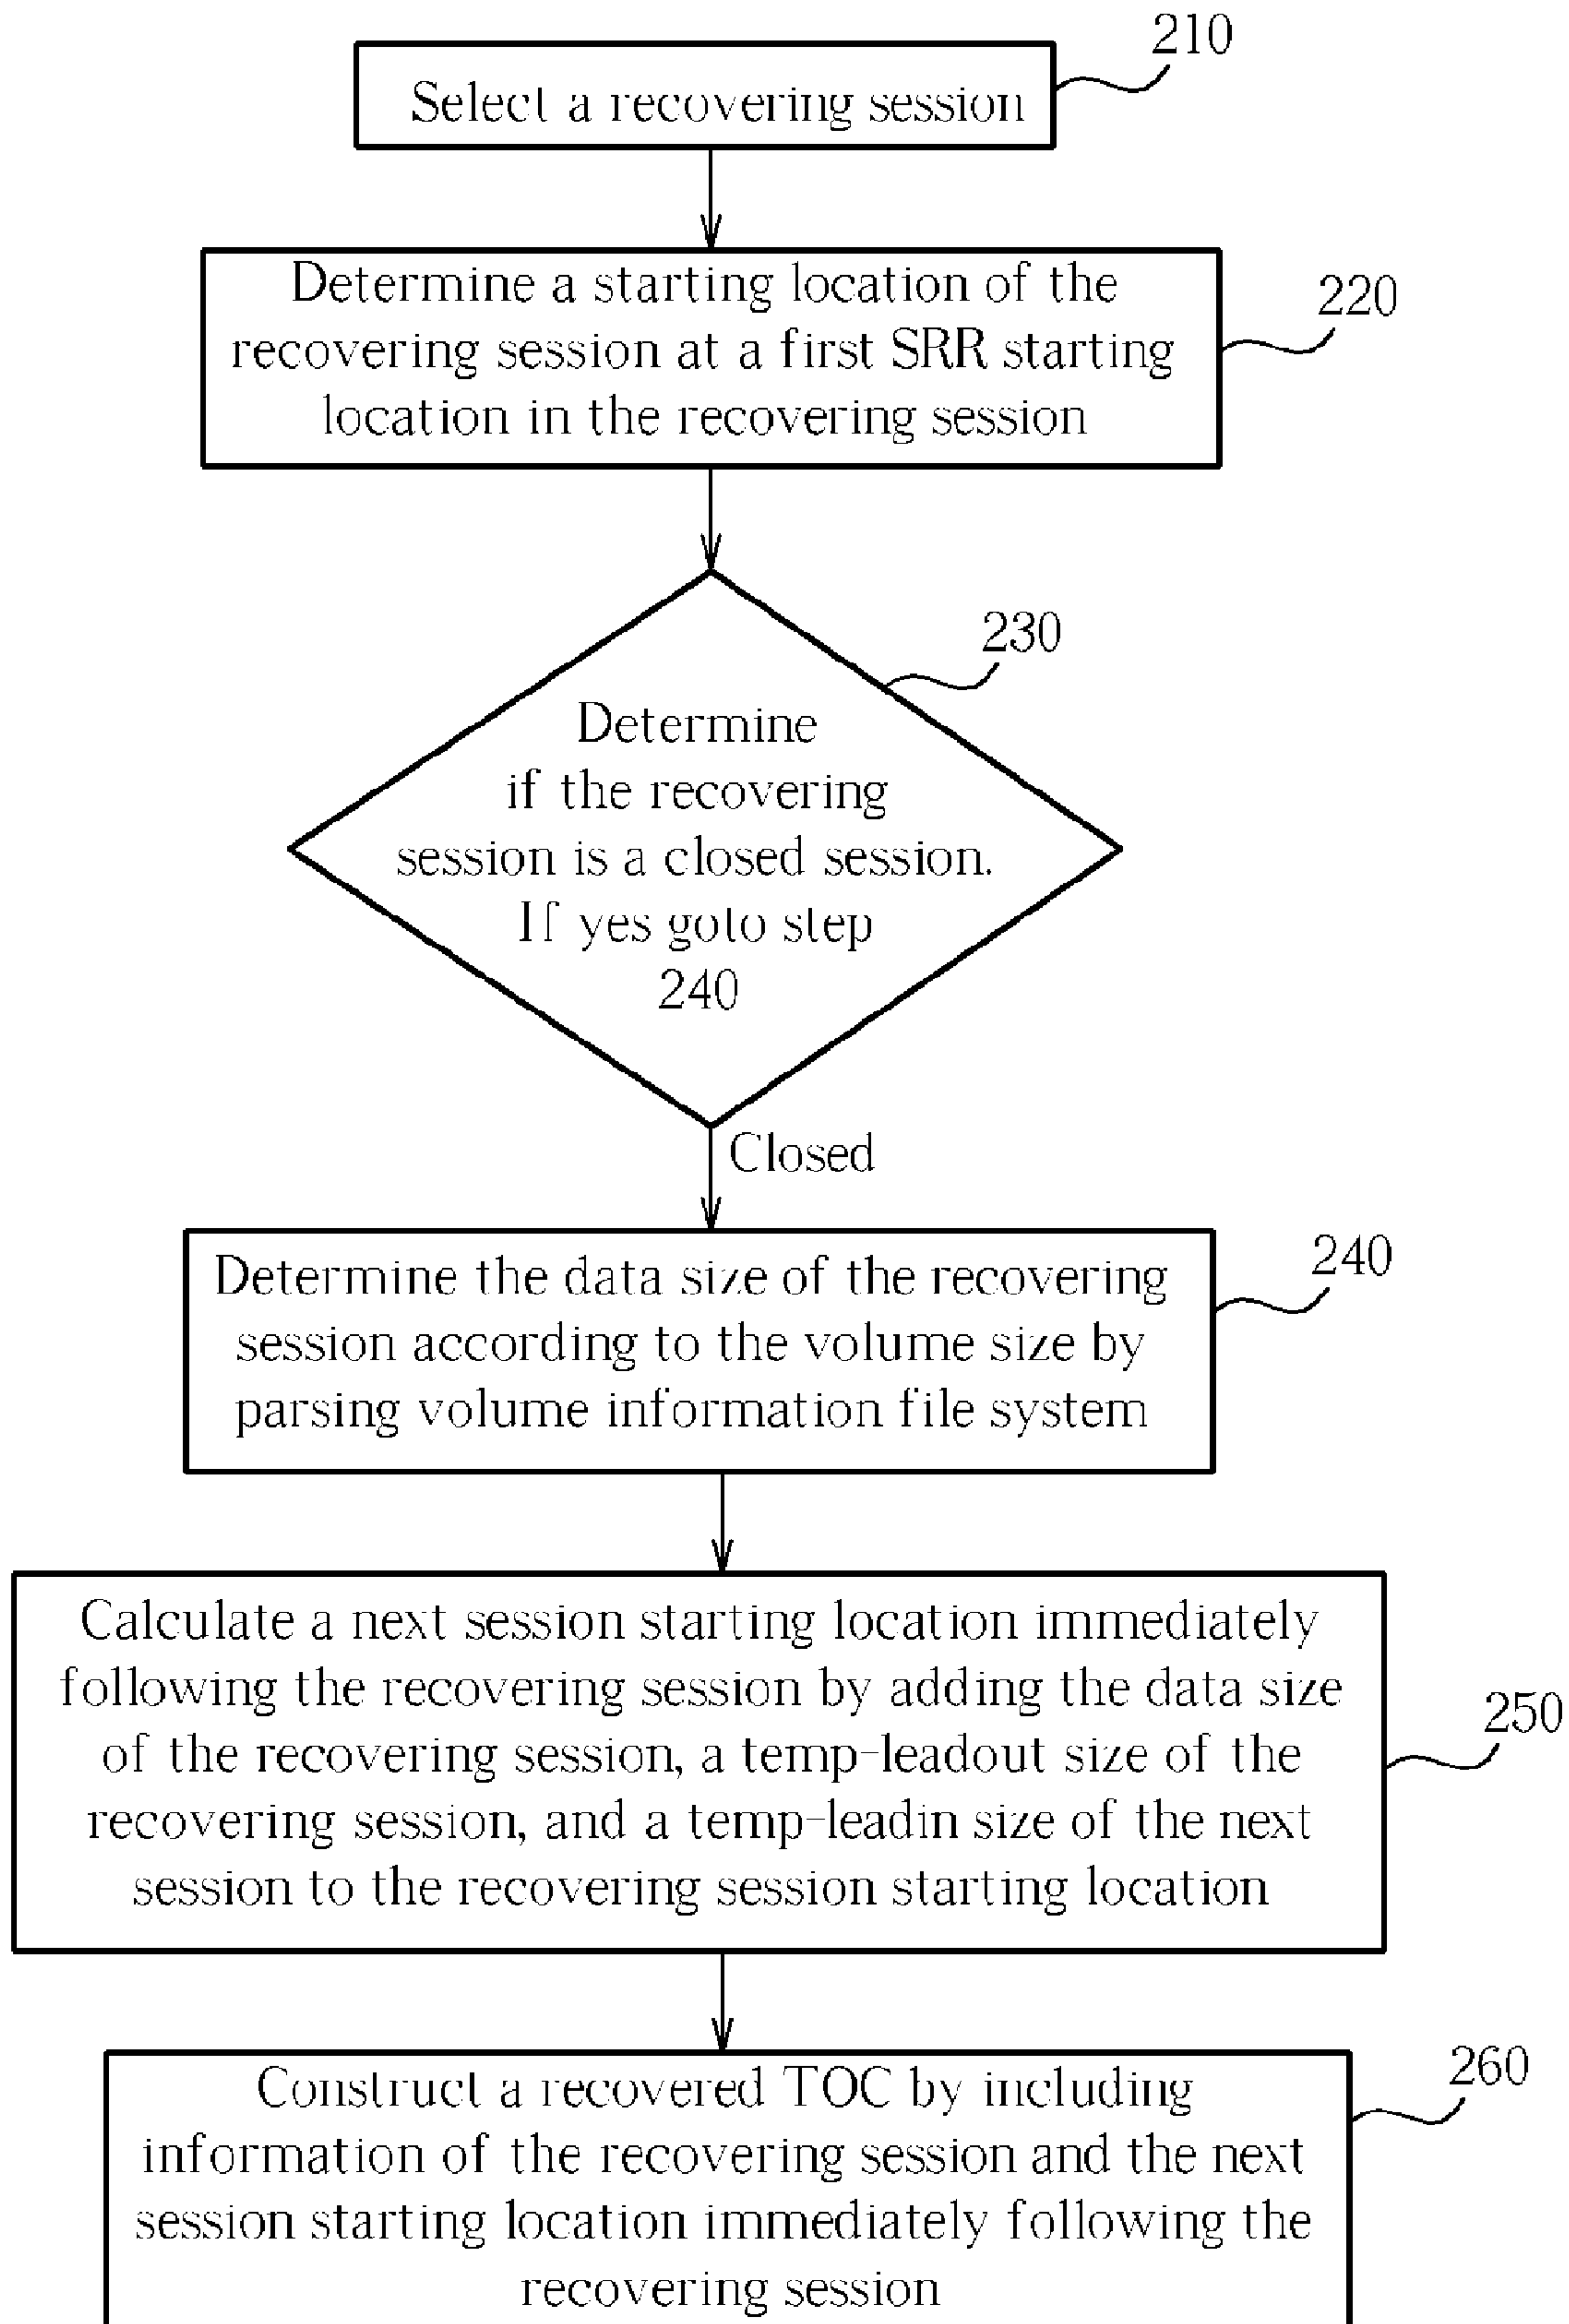 210
Select a recovering session
220
Determine a starting location of the
recovering session at a first SRR starting
location in the recovering session
230
Determine
if the recovering
session is a closed session.
If yes goto step
240
Closed
240
Determine the data size of the recovering
session according to the volume size by
parsing volume information file system
Calculate a next session starting location immediately
following the recovering session by adding the data size
250
of the recovering session, a temp-leadout size of the
recovering session, and a temp-leadin size of the next
session to the recovering session starting location
260
Construct a recovered TOC by including
information of the recovering session and the next
session starting location immediately following the
recovering session